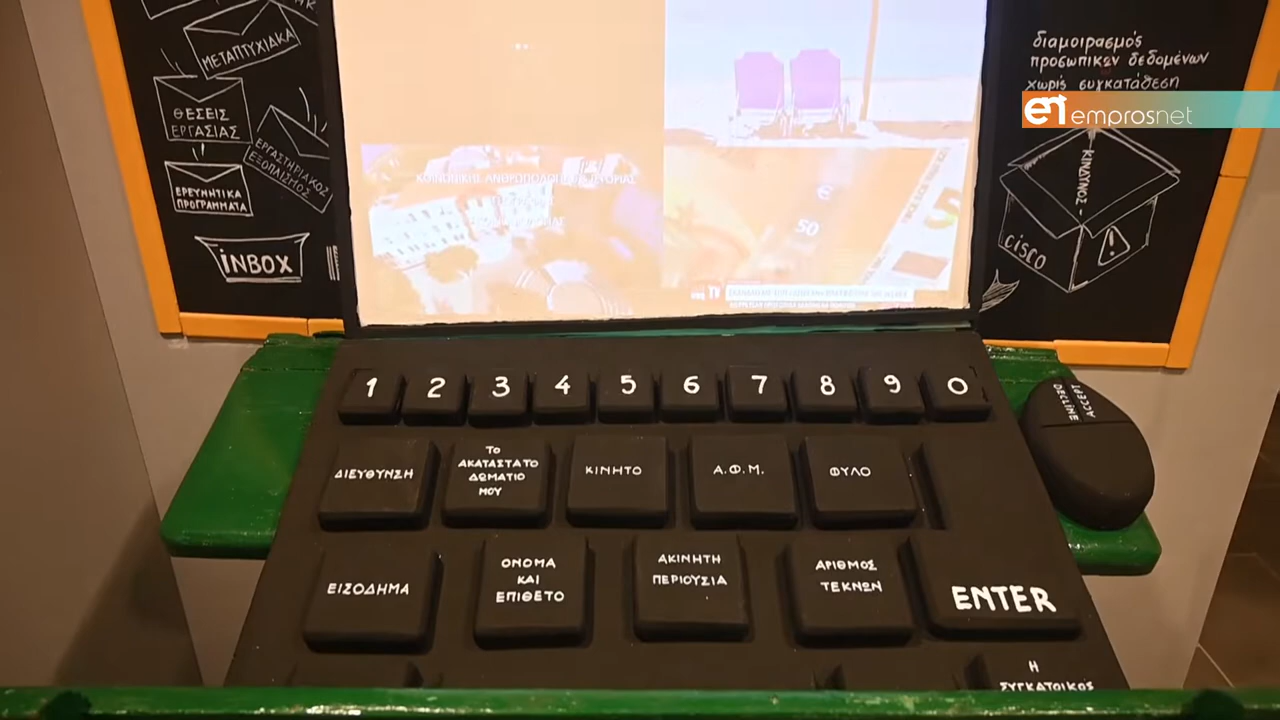 ΜΕΤΑΠΤΥΧΙΑΚΑ
ΘΕΣΕΙΣ
ΕΡΓΑΣΙΑΣ
ΕΡΓΑΣΤΗΡΙΑΚΟΣ
ΕΞΟΠΛΙΣΜΟΣ
ΕΡΕΥΝΗΤΙΚΑ
ΠΡΟΓΡΑΜΜΑΤΑ
iNBOX
€
50
διαμοιρασμός
προσωπικών δεδομένων
χωρίς συγκατάθεση
en emprosnet
ΚΙΝΔΥΝΟΣ -
CISCO
1 2 3 4 5 6 7 8 9 0
DECLINE
ACCEPT
ΔΙΕΥΘΥΝΣΗ
ΤΟ
ΑΚΑΤΑΣΤΑΤΟ
ΔΩΜΑΤΙΟ
ΜΟΥ
ΚΙΝΗΤΟ
Α.Φ.Μ.
ΦΥΛΟ
ΕΙΣΟΔΗΜΑ
ΟΝΟΜΑ
ΚΑΙ
ΕΠΙΘΕΤΟ
ΑΚΙΝΗΤΗ
ΠΕΡΙΟΥΣΙΑ
ΑΡΙΘΜΟΣ
ΤΕΚΝΩΝ
ENTER
Η
ΣΥΓΚΑΤΟΙΚΟΣ